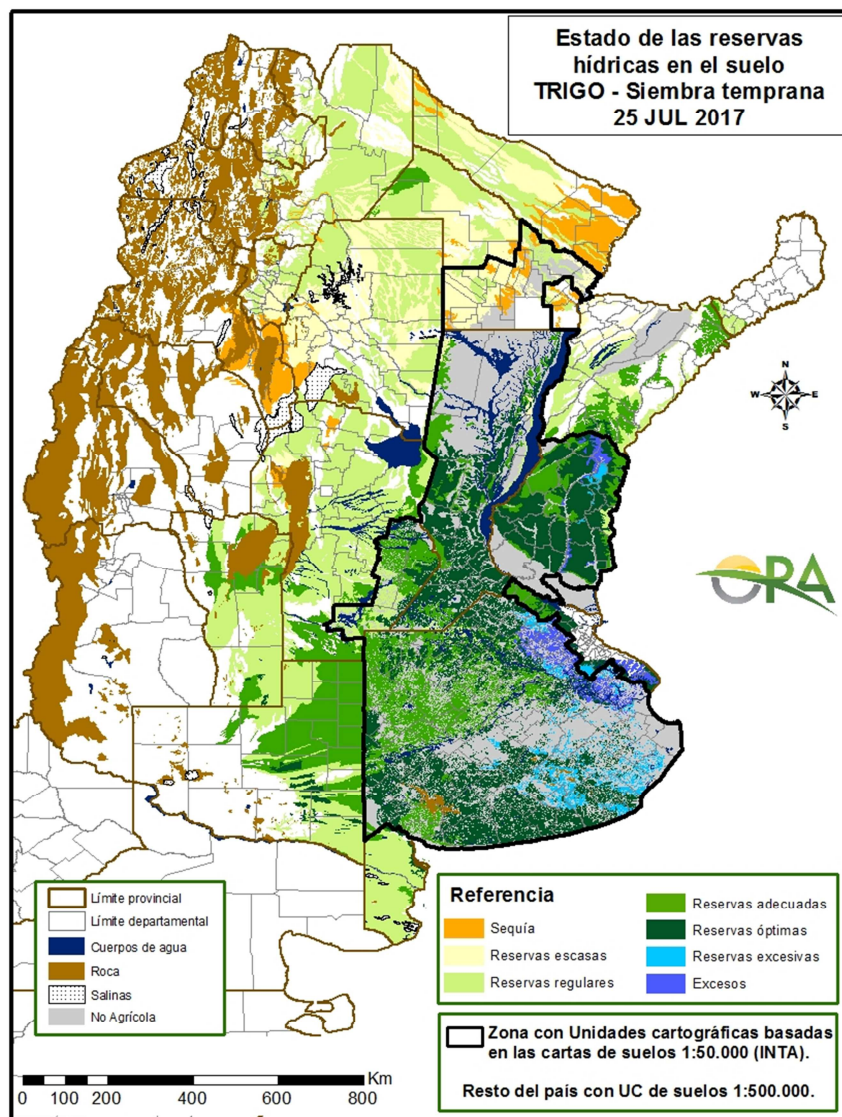 Estado de las reservas
hídricas en el suelo
TRIGO - Siembra temprana
25 JUL 2017
N
W E
S
ORA
Límite provincial
Límite departamental
Cuerpos de agua
Roca
Salinas
No Agrícola
Referencia
Sequía
Reservas escasas
Reservas regulares
Reservas adecuadas
Reservas óptimas
Reservas excesivas
Excesos
Zona con Unidades cartográficas basadas
en las cartas de suelos 1:50.000 (INTA).
Resto del país con UC de suelos 1:500.000.
Km
0 100 200 400 600 800